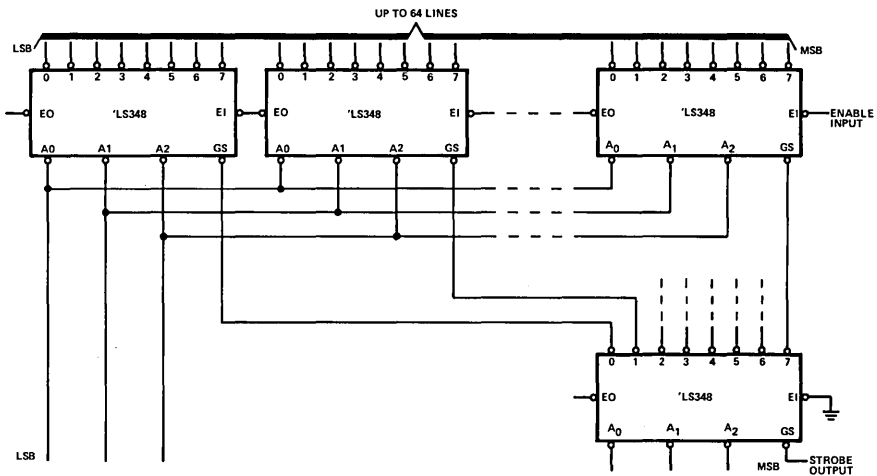 UP TO 64 LINES
LSB MSB
0 1 2 3 4 5 6 7 0 1 2 3 4 5 6 7 0 1 2 3 4 5 6 7
EO 'LS348 EI 'LS348 EI EO 'LS348 EI ENABLE
INPUT
A0 A1 A2 GS A0 A1 A2 GS A0 A1 A2 GS
0 1 2 3 4 5 6 7
EO 'LS348 EI
A0 A1 A2 GS
LSB MSB STROBE
OUTPUT